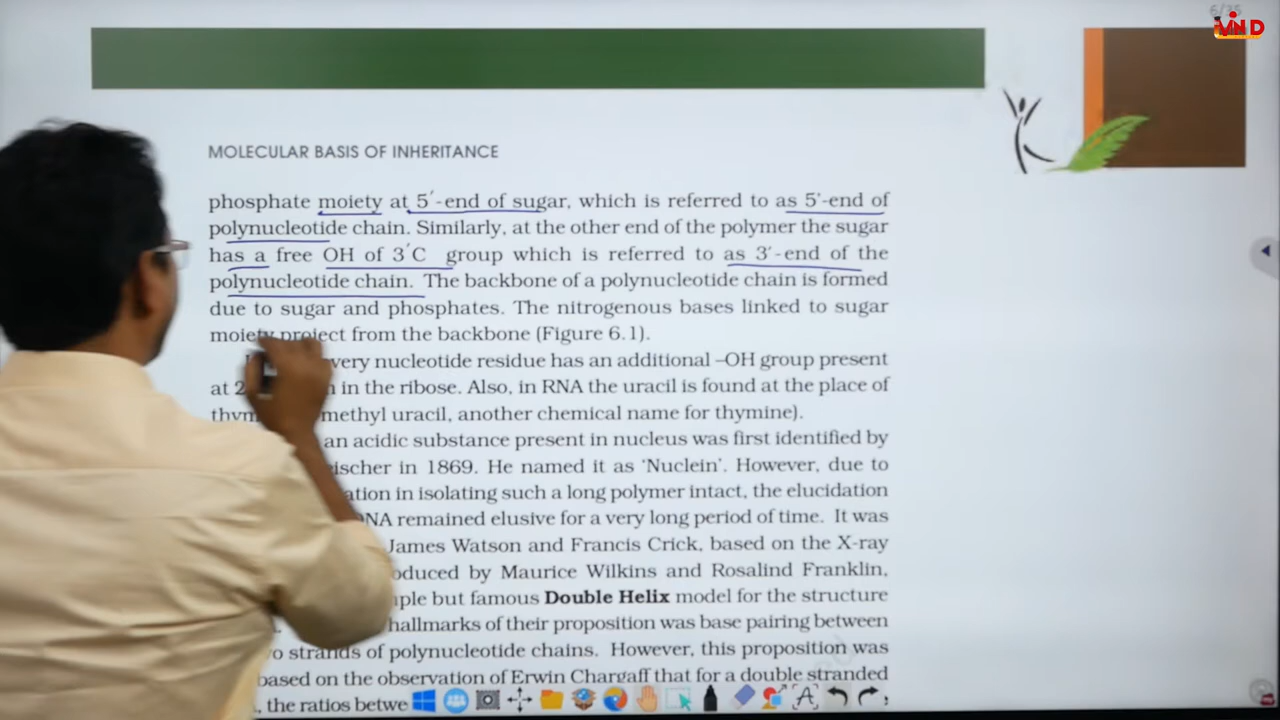 6/35
MIND
MOLECULAR BASIS OF INHERITANCE
phosphate moiety at 5′-end of sugar, which is referred to as 5′-end of
polynucleotide chain. Similarly, at the other end of the polymer the sugar
has a free OH of 3′C group which is referred to as 3′-end of the
polynucleotide chain. The backbone of a polynucleotide chain is formed
due to sugar and phosphates. The nitrogenous bases linked to sugar
moiety project from the backbone (Figure 6.1).
very nucleotide residue has an additional –OH group present
at 2 in the ribose. Also, in RNA the uracil is found at the place of
thym methyl uracil, another chemical name for thymine).
an acidic substance present in nucleus was first identified by
ischer in 1869. He named it as ‘Nuclein’. However, due to
ation in isolating such a long polymer intact, the elucidation
NA remained elusive for a very long period of time. It was
James Watson and Francis Crick, based on the X-ray
oduced by Maurice Wilkins and Rosalind Franklin,
ple but famous Double Helix model for the structure
hallmarks of their proposition was base pairing between
o strands of polynucleotide chains. However, this proposition was
based on the observation of Erwin Chargaff that for a double stranded
, the ratios betwe